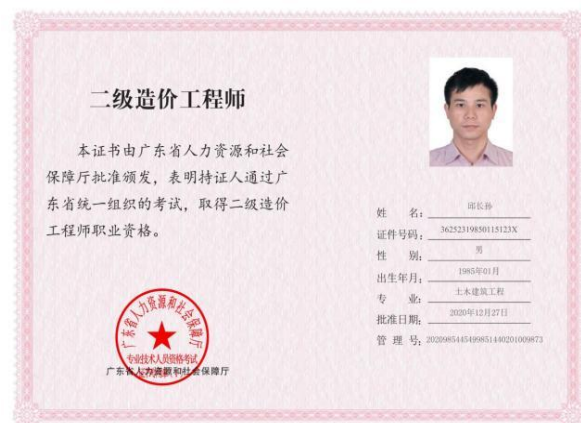 二级造价工程师
本证书由广东省人力资源和社会
保障厅批准颁发，表明持证人通过广
东省统一组织的考试，取得二级造价
工程师职业资格。
姓 名：邱长孙
证件号码：36252319850115123X
性 别：男
出生年月：1985年01月
专 业：土木建筑工程
批准日期：2020年12月27日
管 理 号：2020985445499851440201009873
广东省人力资源和社会保障厅
专业技术人员资格考试
广东省人力资源和社会保障厅